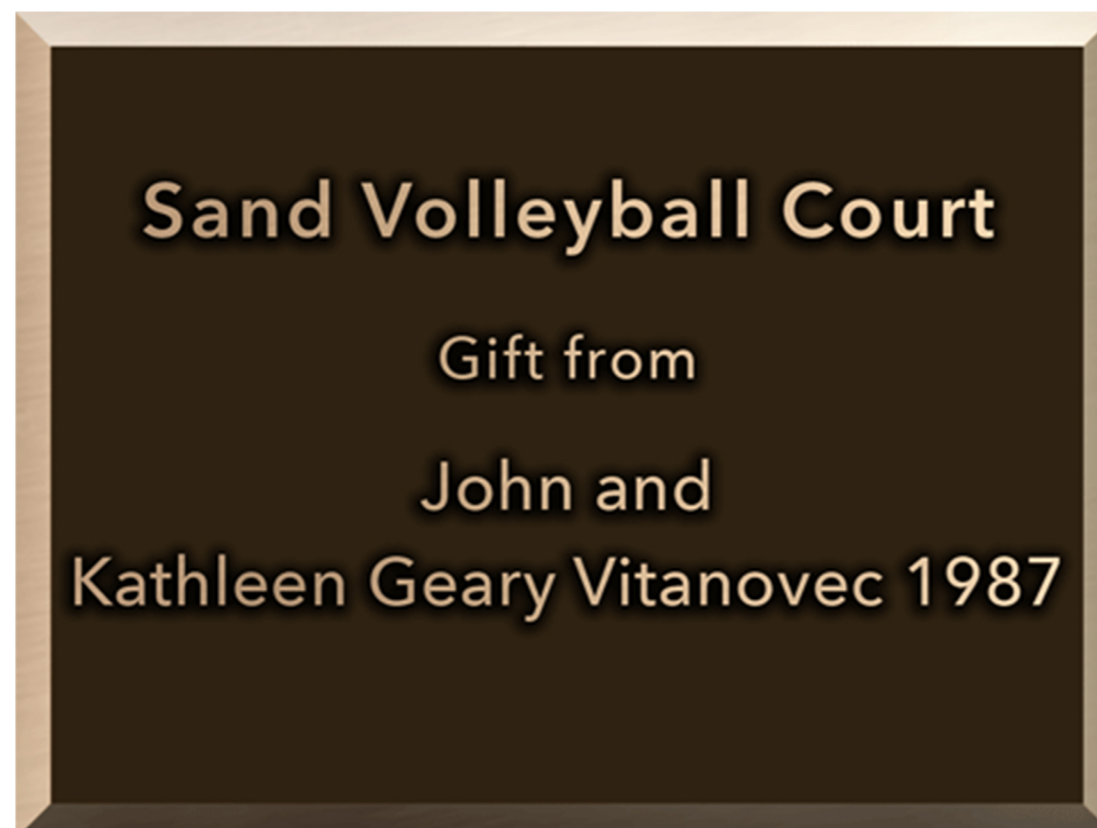 Sand Volleyball Court
Gift from
John and
Kathleen Geary Vitanovec 1987